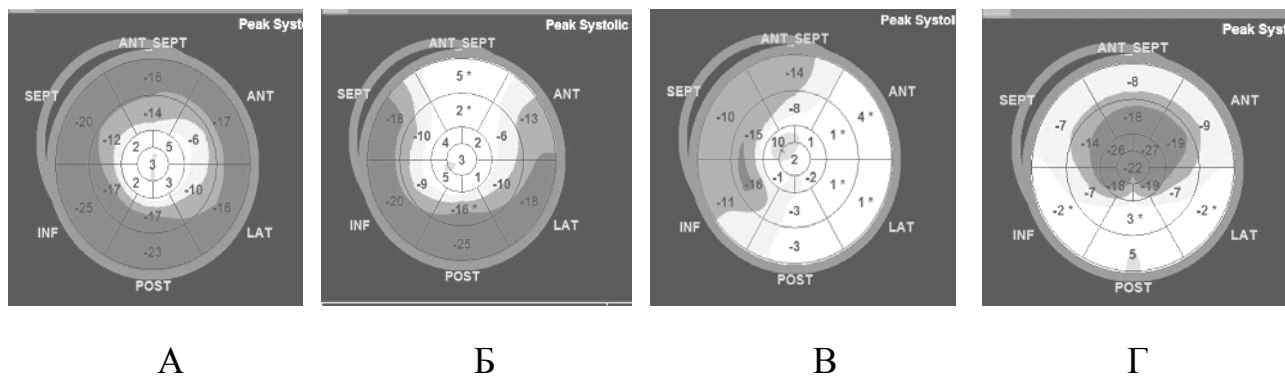 Peak Systo
ANT_SEPT
SEPT
ANT
-16
-14
-20
-17
-12
2
5
-6
3
-17
2
3
-10
-25
-17
-16
-23
INF
LAT
POST
А
Peak Systolic
ANT_SEPT
SEPT
ANT
5 *
2 *
-18
-13
-10
4
2
-6
3
-9
5
1
-10
-20
-16 *
-18
-25
INF
LAT
POST
Б
Peak Systol
ANT_SEPT
SEPT
ANT
-14
-8
-10
4 *
-15
10
1
1 *
2
-16
-1
-2
1 *
-11
-3
1 *
-3
INF
LAT
POST
В
Peak Syst
ANT_SEPT
SEPT
ANT
-8
-18
-7
-9
-14
-26
-27
-19
-22
-7
-18
-19
-7
-2 *
3 *
-2 *
5
INF
LAT
POST
Г